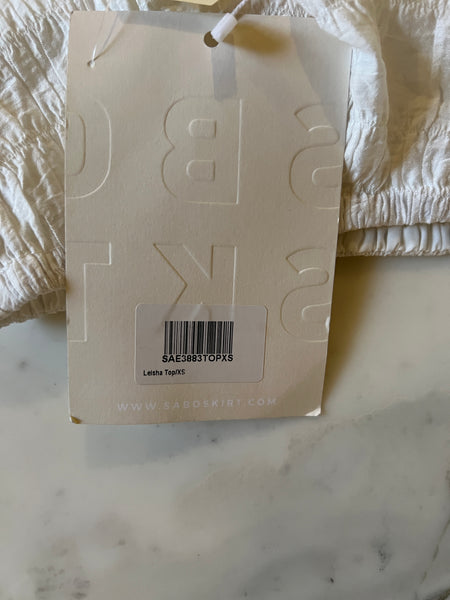 O B S
T K S
SAE3883TOPXS
Leisha Top/XS
WWW.SABOSKIRT.COM